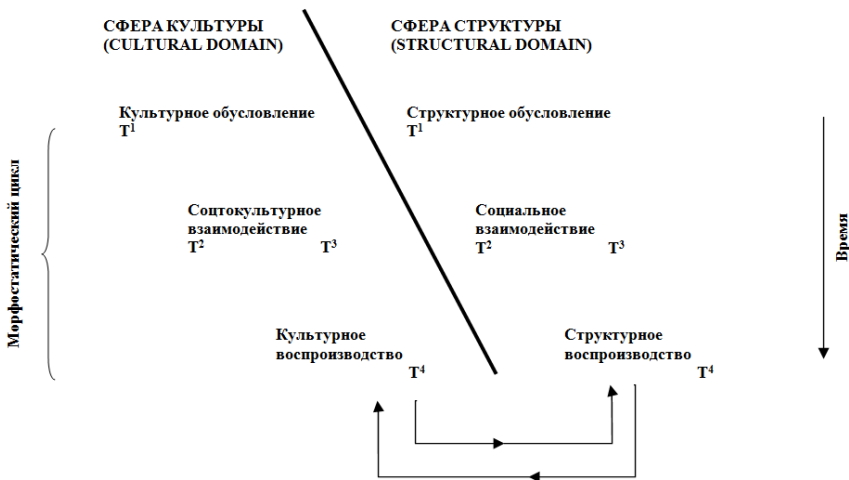 СФЕРА КУЛЬТУРЫ
(CULTURAL DOMAIN)
СФЕРА СТРУКТУРЫ
(STRUCTURAL DOMAIN)
Культурное обусловление
T¹
Структурное обусловление
T¹
Морфостатический цикл
Соцтокультурное
взаимодействие
T² T³
Социальное
взаимодействие
T² T³
Время
Культурное
воспроизводство
T⁴
Структурное
воспроизводство
T⁴